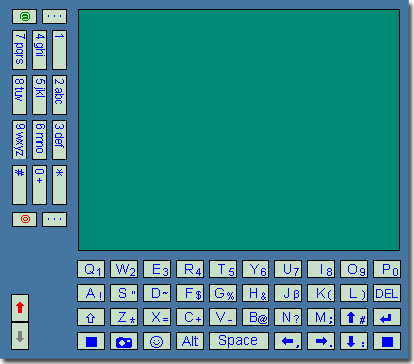 @ ...
7 pqrs 4 ghi 1
8 tuv 5 jkl 2 abc
9 wxyz 6 mno 3 def
# 0 + *
@ ...
Q1 W2 E3 R4 T5 Y6 U7 I8 O9 P0
A! S" D~ F$ G% H& Jβ K( L) DEL
⇧ Z* X= C+ V- B@ N? M; ⬆# ↵
■ ☺ Alt Space ⬅, ➡. ⬇: ■
⬆
⬇